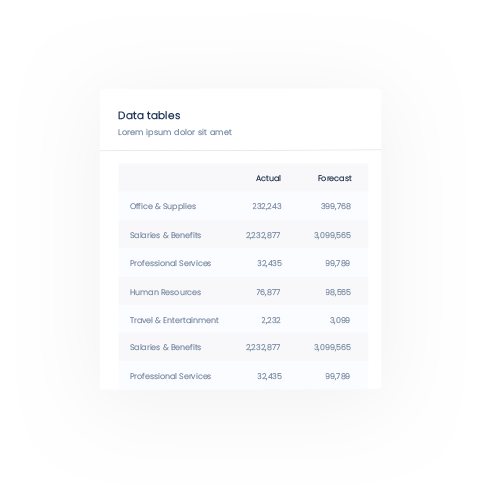 Data tables
Lorem ipsum dolor sit amet
Actual Forecast
Office & Supplies 232,243 399,768
Salaries & Benefits 2,232,877 3,099,565
Professional Services 32,435 99,789
Human Resources 76,877 98,565
Travel & Entertainment 2,232 3,099
Salaries & Benefits 2,232,877 3,099,565
Professional Services 32,435 99,789